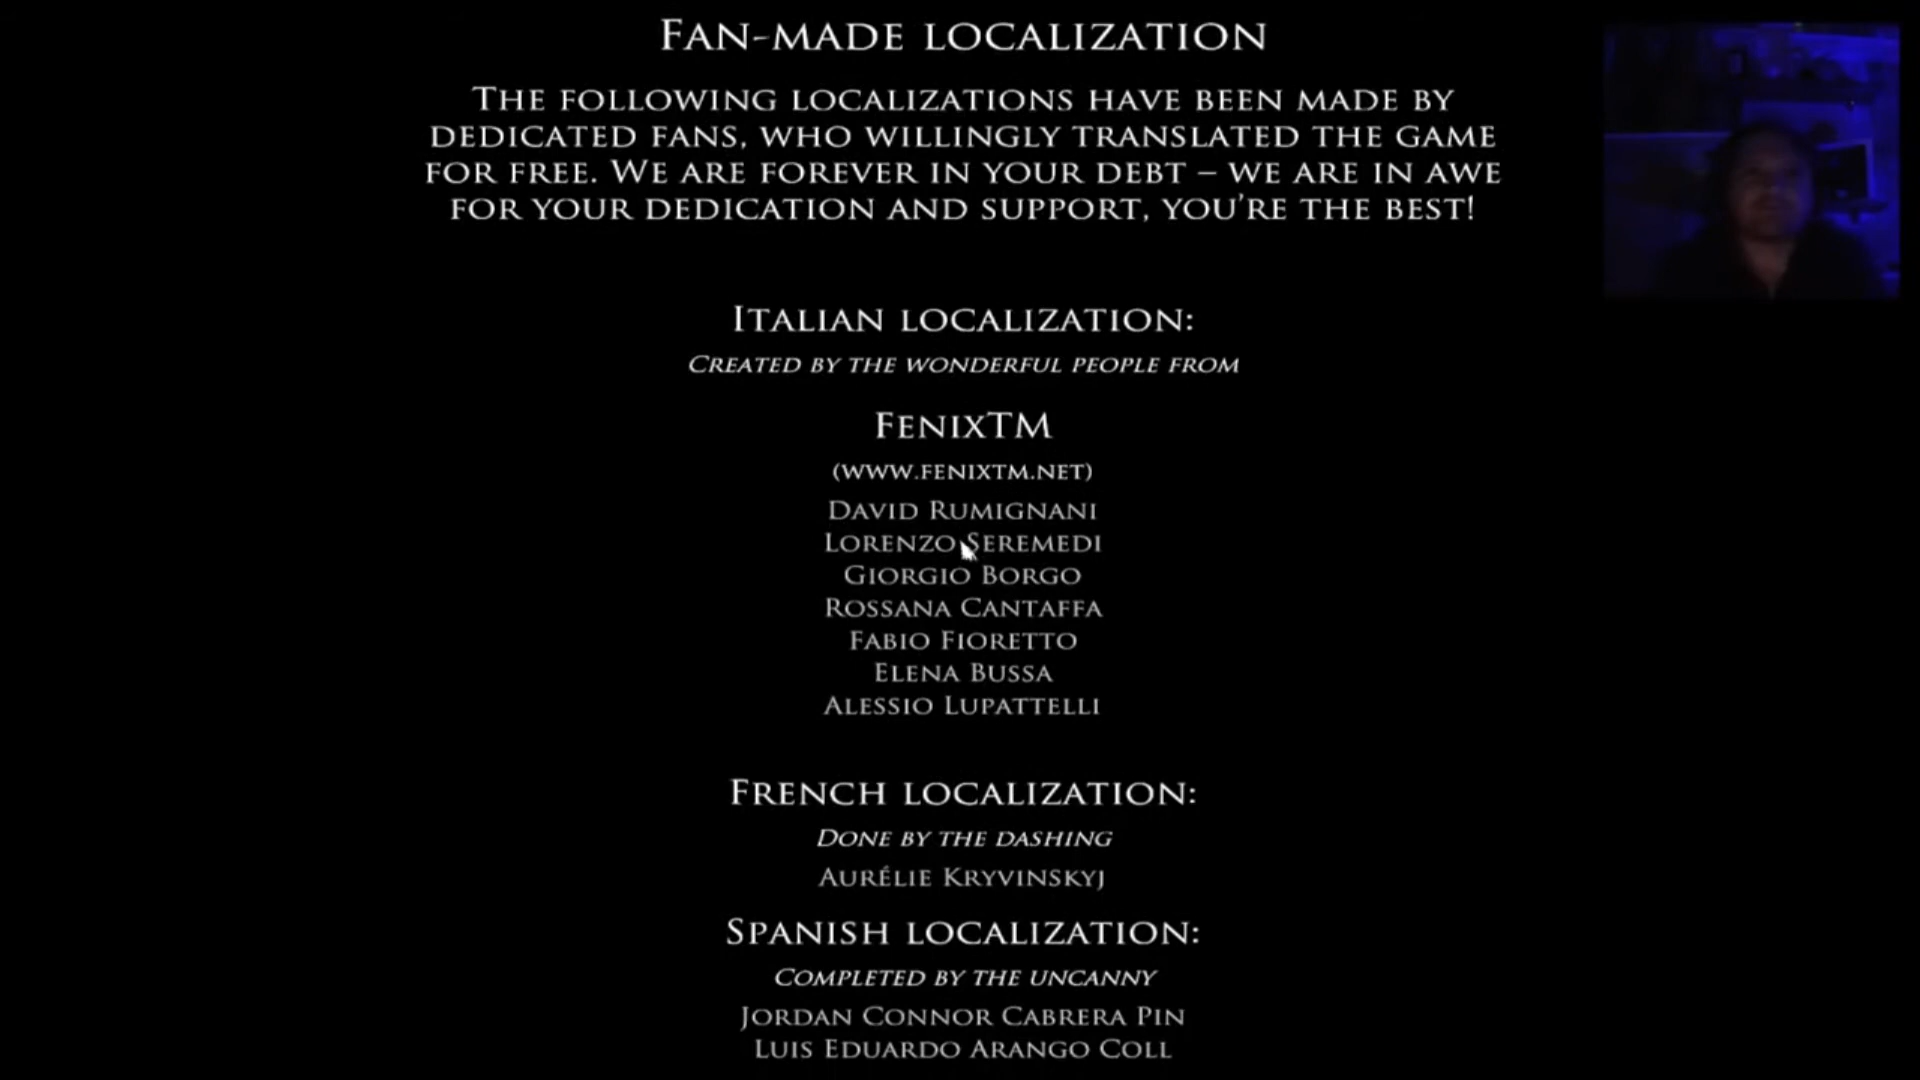 Fan-made localization
The following localizations have been made by
dedicated fans, who willingly translated the game
for free. We are forever in your debt – we are in awe
for your dedication and support, you're the best!
Italian localization:
Created by the wonderful people from
FenixTM
(www.fenixtm.net)
David Rumignani
Lorenzo Seremedi
Giorgio Borgo
Rossana Cantaffa
Fabio Fioretto
Elena Bussa
Alessio Lupattelli
French localization:
Done by the dashing
Aurélie Kryvinskyj
Spanish localization:
Completed by the uncanny
Jordan Connor Cabrera Pin
Luis Eduardo Arango Coll